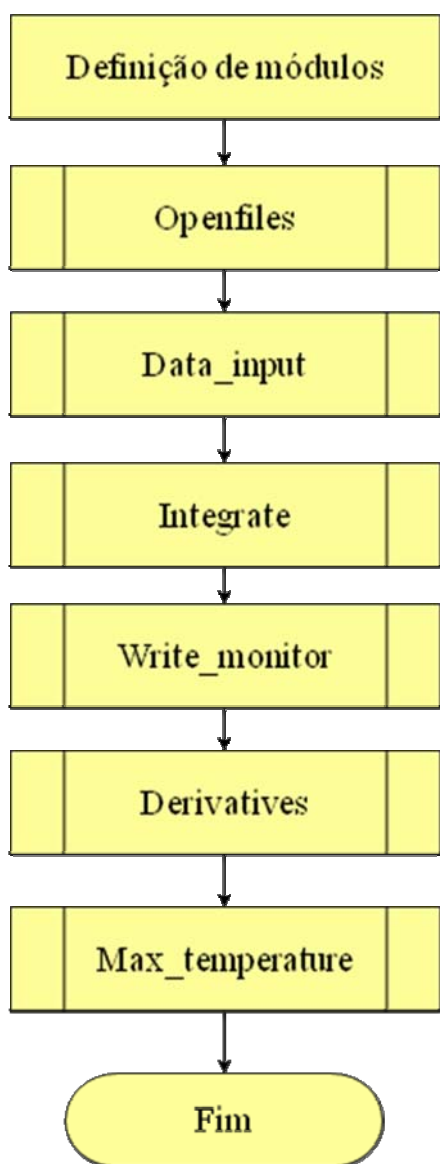 Definição de módulos
Openfiles
Data_input
Integrate
Write_monitor
Derivatives
Max_temperature
Fim